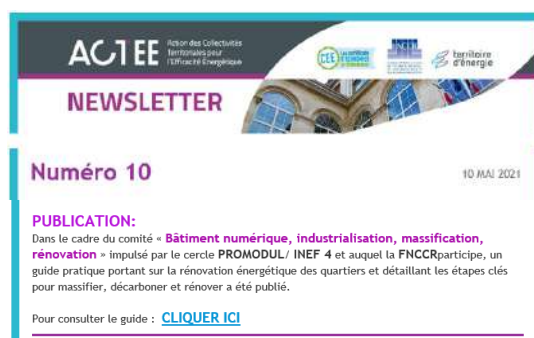 ACTEE
Action des Collectivités
Territoriales pour
l'Efficacité Énergétique
CEE
territoire
d'énergie
NEWSLETTER
Numéro 10
10 MAI 2021
PUBLICATION:
Dans le cadre du comité « Bâtiment numérique, industrialisation, massification,
rénovation » impulsé par le cercle PROMODUL/ INEF 4 et auquel la FNCCRparticipe, un
guide pratique portant sur la rénovation énergétique des quartiers et détaillant les étapes clés
pour massifier, décarboner et rénover a été publié.
Pour consulter le guide : CLIQUER ICI